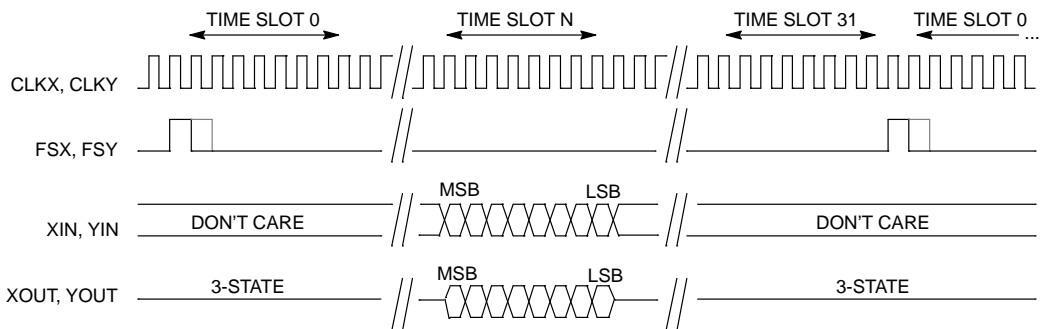 TIME SLOT 0 TIME SLOT N TIME SLOT 31 TIME SLOT 0 ...
CLKX, CLKY
FSX, FSY
MSB LSB
XIN, YIN DON'T CARE DON'T CARE
MSB LSB
XOUT, YOUT 3-STATE 3-STATE